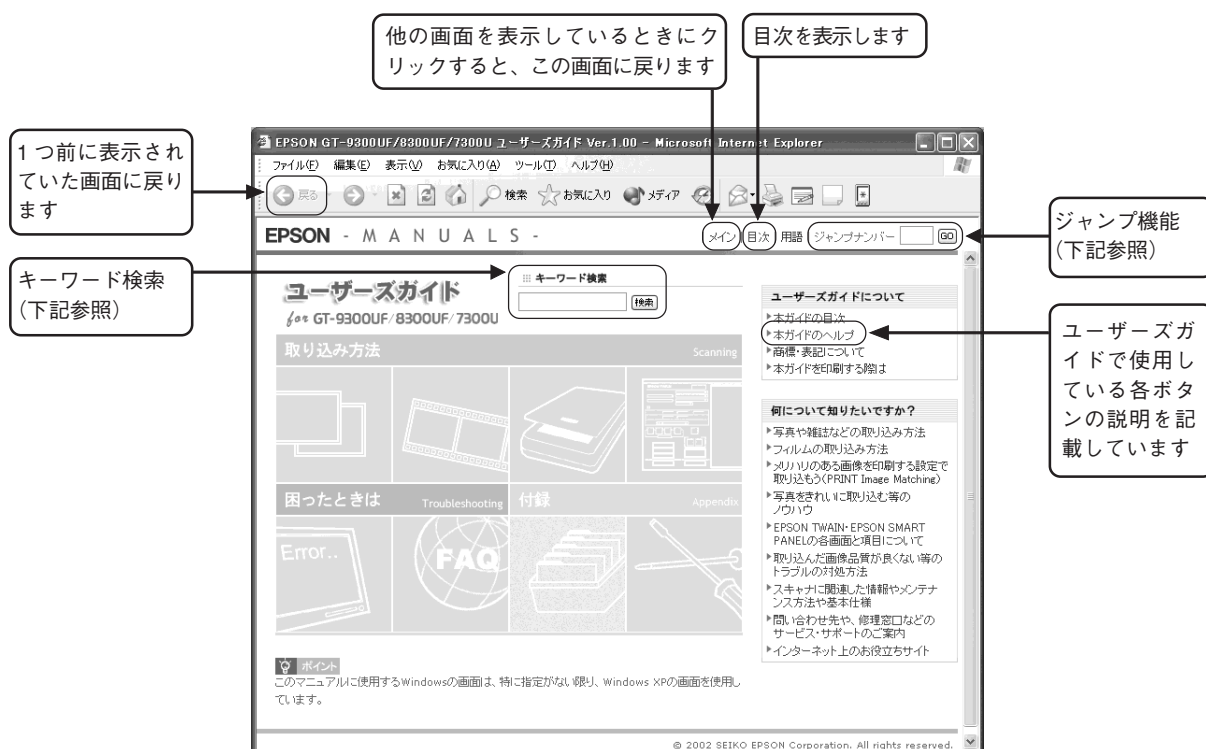 他の画面を表示しているときにク
リックすると、この画面に戻ります
目次を表示します
1つ前に表示され
ていた画面に戻り
ます
キーワード検索
(下記参照)
ジャンプ機能
(下記参照)
ユーザーズガ
イドで使用し
ている各ボタ
ンの説明を記
載しています
EPSON GT-9300UF/8300UF/7300U ユーザーズガイド Ver.1.00 - Microsoft Internet Explorer
ファイル(F) 編集(E) 表示(V) お気に入り(A) ツール(T) ヘルプ(H)
戻る 検索 お気に入り メディア
EPSON - MANUALS - メイン 目次 用語 ジャンプナンバー GO
キーワード検索
検索
ユーザーズガイド
for GT-9300UF/8300UF/7300U
取り込み方法 Scanning
困ったときは Troubleshooting 付録 Appendix
Error..
FAQ
ユーザーズガイドについて
本ガイドの目次
本ガイドのヘルプ
商標・表記について
本ガイドを印刷する際は
何について知りたいですか?
写真や雑誌などの取り込み方法
フィルムの取り込み方法
メリハリのある画像を印刷する設定で
取り込もう(PRINT Image Matching)
写真をきれいに取り込む等の
ノウハウ
EPSON TWAIN・EPSON SMART
PANELの各画面と項目について
取り込んだ画像品質が良くない等の
トラブルの対処方法
スキャナに関連した情報やメンテナ
ンス方法や基本仕様
問い合わせ先や、修理窓口などの
サービス・サポートのご案内
インターネット上のお役立ちサイト
ポイント
このマニュアルに使用するWindowsの画面は、特に指定がない限り、Windows XPの画面を使用し
ています。
© 2002 SEIKO EPSON Corporation. All rights reserved.